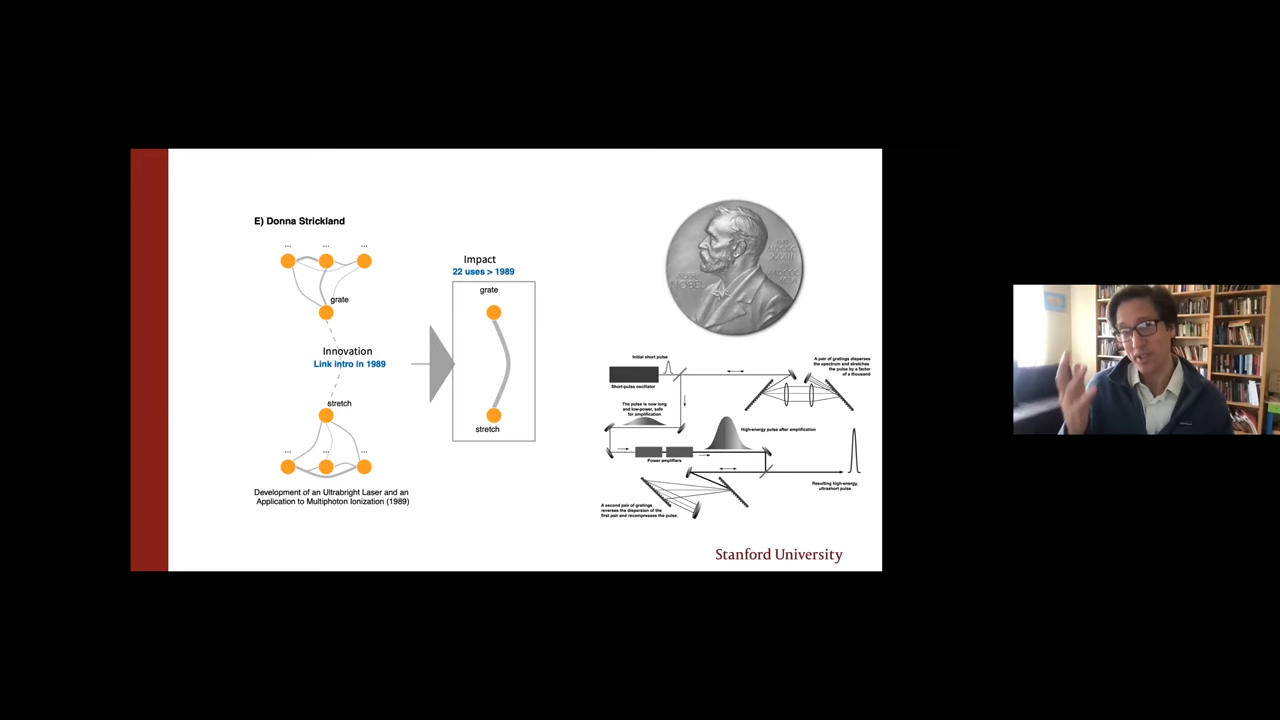 E) Donna Strickland
... ... ...
grate
Innovation
Link intro in 1989
stretch
... ... ...
Development of an Ultrabright Laser and an
Application to Multiphoton Ionization (1989)
Impact
22 uses > 1989
grate
stretch
NOBEL
Initial short pulse
Short-pulse oscillator
A pair of gratings disperses
the spectrum and stretches
the pulse by a factor
of a thousand
The pulse is now long
and low-power, safe
for amplification
High-energy pulse after amplification
Power amplifiers
Resulting high-energy,
ultrashort pulse
A second pair of gratings
reverses the dispersion of the
first pair and recompresses the pulse.
Stanford University